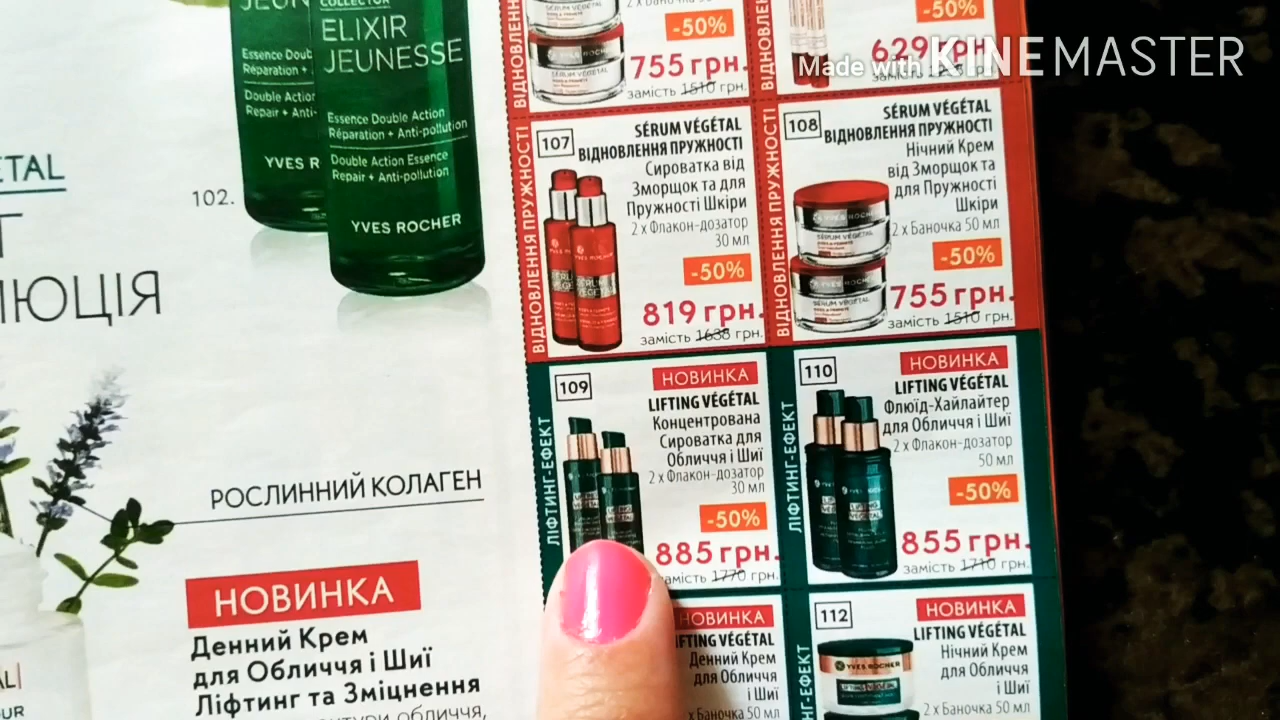 COLLECTOR
ELIXIR
JEUNESSE
Essence Double Action
Réparation + Anti-pollution
Double Action Essence
Repair + Anti-pollution
YVES ROCHER
102.
РОСЛИННИЙ КОЛАГЕН
НОВИНКА
Денний Крем
для Обличчя і Шиї
Ліфтинг та Зміцнення
-50%
755 грн.
замість 1510 грн.
-50%
629 грн.
Made with KINEMASTER
ВІДНОВЛЕННЯ ПРУЖНОСТІ
107
SÉRUM VÉGÉTAL
ВІДНОВЛЕННЯ ПРУЖНОСТІ
Сироватка від
Зморщок та для
Пружності Шкіри
2 x Флакон-дозатор
30 мл
-50%
819 грн.
замість 1638 грн.
ВІДНОВЛЕННЯ ПРУЖНОСТІ
108
SÉRUM VÉGÉTAL
ВІДНОВЛЕННЯ ПРУЖНОСТІ
Нічний Крем
від Зморщок та
для Пружності
Шкіри
2 x Баночка 50 мл
-50%
755 грн.
замість 1510 грн.
ЛІФТИНГ-ЕФЕКТ
109
НОВИНКА
LIFTING VÉGÉTAL
Концентрована
Сироватка для
Обличчя і Шиї
2 x Флакон-дозатор
30 мл
-50%
885 грн.
замість 1770 грн.
ЛІФТИНГ-ЕФЕКТ
110
НОВИНКА
LIFTING VÉGÉTAL
Флюїд-Хайлайтер
для Обличчя і Шиї
2 x Флакон-дозатор
50 мл
-50%
855 грн.
замість 1710 грн.
НОВИНКА
LIFTING VÉGÉTAL
Денний Крем
для Обличчя
і Шиї
x Баночка 50 мл
112
НОВИНКА
LIFTING VÉGÉTAL
Нічний Крем
для Обличчя
і Шиї
2 x Баночка 50 мл
YVES ROCHER